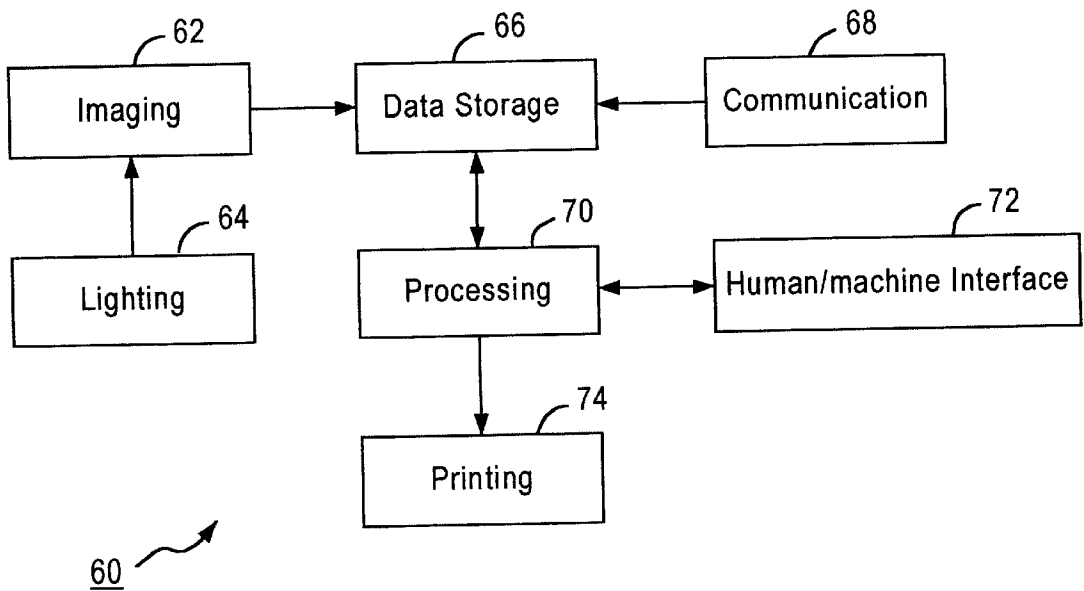 62
66
68
Imaging
Data Storage
Communication
64
70
72
Lighting
Processing
Human/machine Interface
74
Printing
60